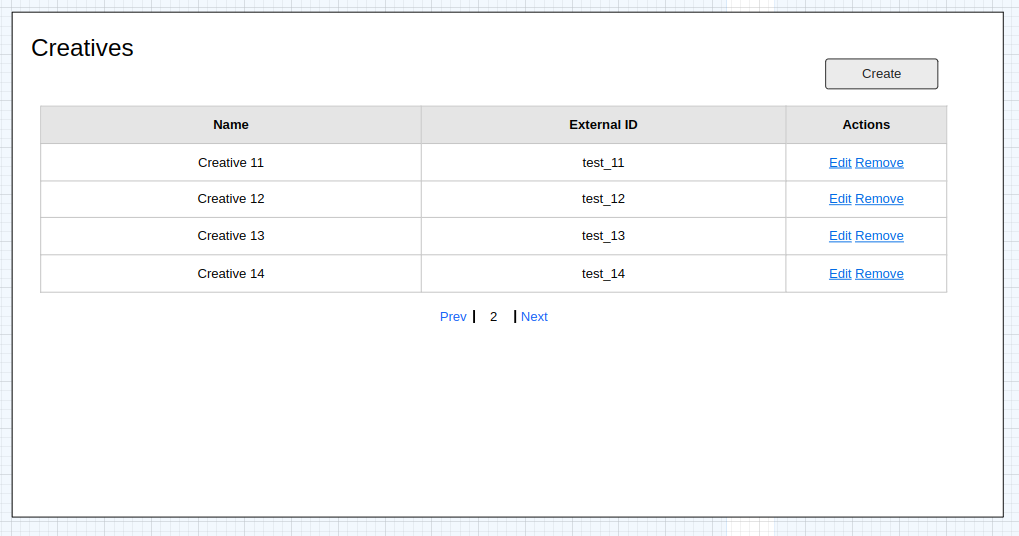 Creatives
Create
Name External ID Actions
Creative 11 test_11 Edit Remove
Creative 12 test_12 Edit Remove
Creative 13 test_13 Edit Remove
Creative 14 test_14 Edit Remove
Prev | 2 | Next